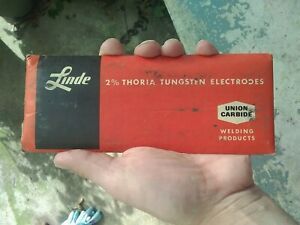 Linde
2% THORIA TUNGSTEN ELECTRODES
UNION
CARBIDE
WELDING
PRODUCTS